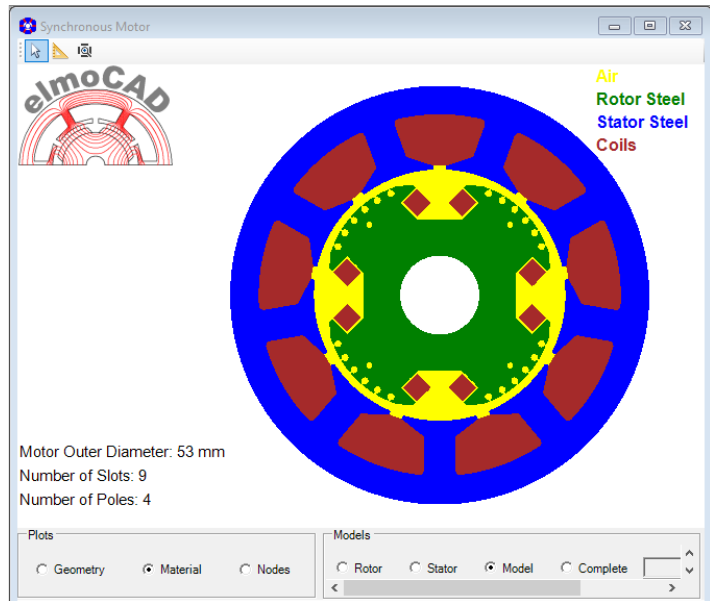 Synchronous Motor
elmoCAD
Air
Rotor Steel
Stator Steel
Coils
Motor Outer Diameter: 53 mm
Number of Slots: 9
Number of Poles: 4
Plots
Geometry
Material
Nodes
Models
Rotor
Stator
Model
Complete